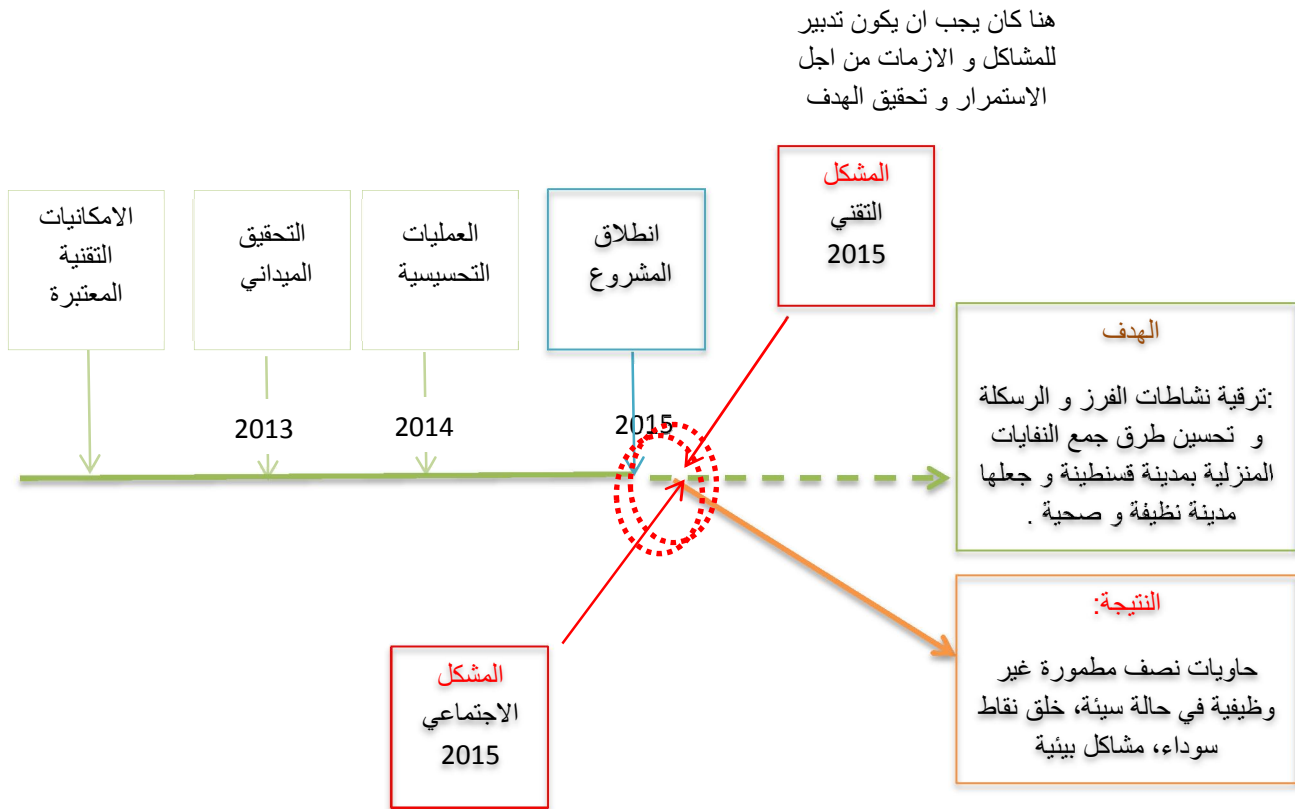 هنا كان يجب ان يكون تدبير
للمشاكل و الازمات من اجل
الاستمرار و تحقيق الهدف
المشكل
التقني
2015
انطلاق
المشروع
العمليات
التحسيسية
التحقيق
الميداني
الامكانيات
التقنية
المعتبرة
2013
2014
2015
الهدف
:ترقية نشاطات الفرز و الرسكلة
و تحسين طرق جمع النفايات
المنزلية بمدينة قسنطينة و جعلها
مدينة نظيفة و صحية .
النتيجة:
حاويات نصف مطمورة غير
وظيفية في حالة سيئة، خلق نقاط
سوداء، مشاكل بيئية
المشكل
الاجتماعي
2015